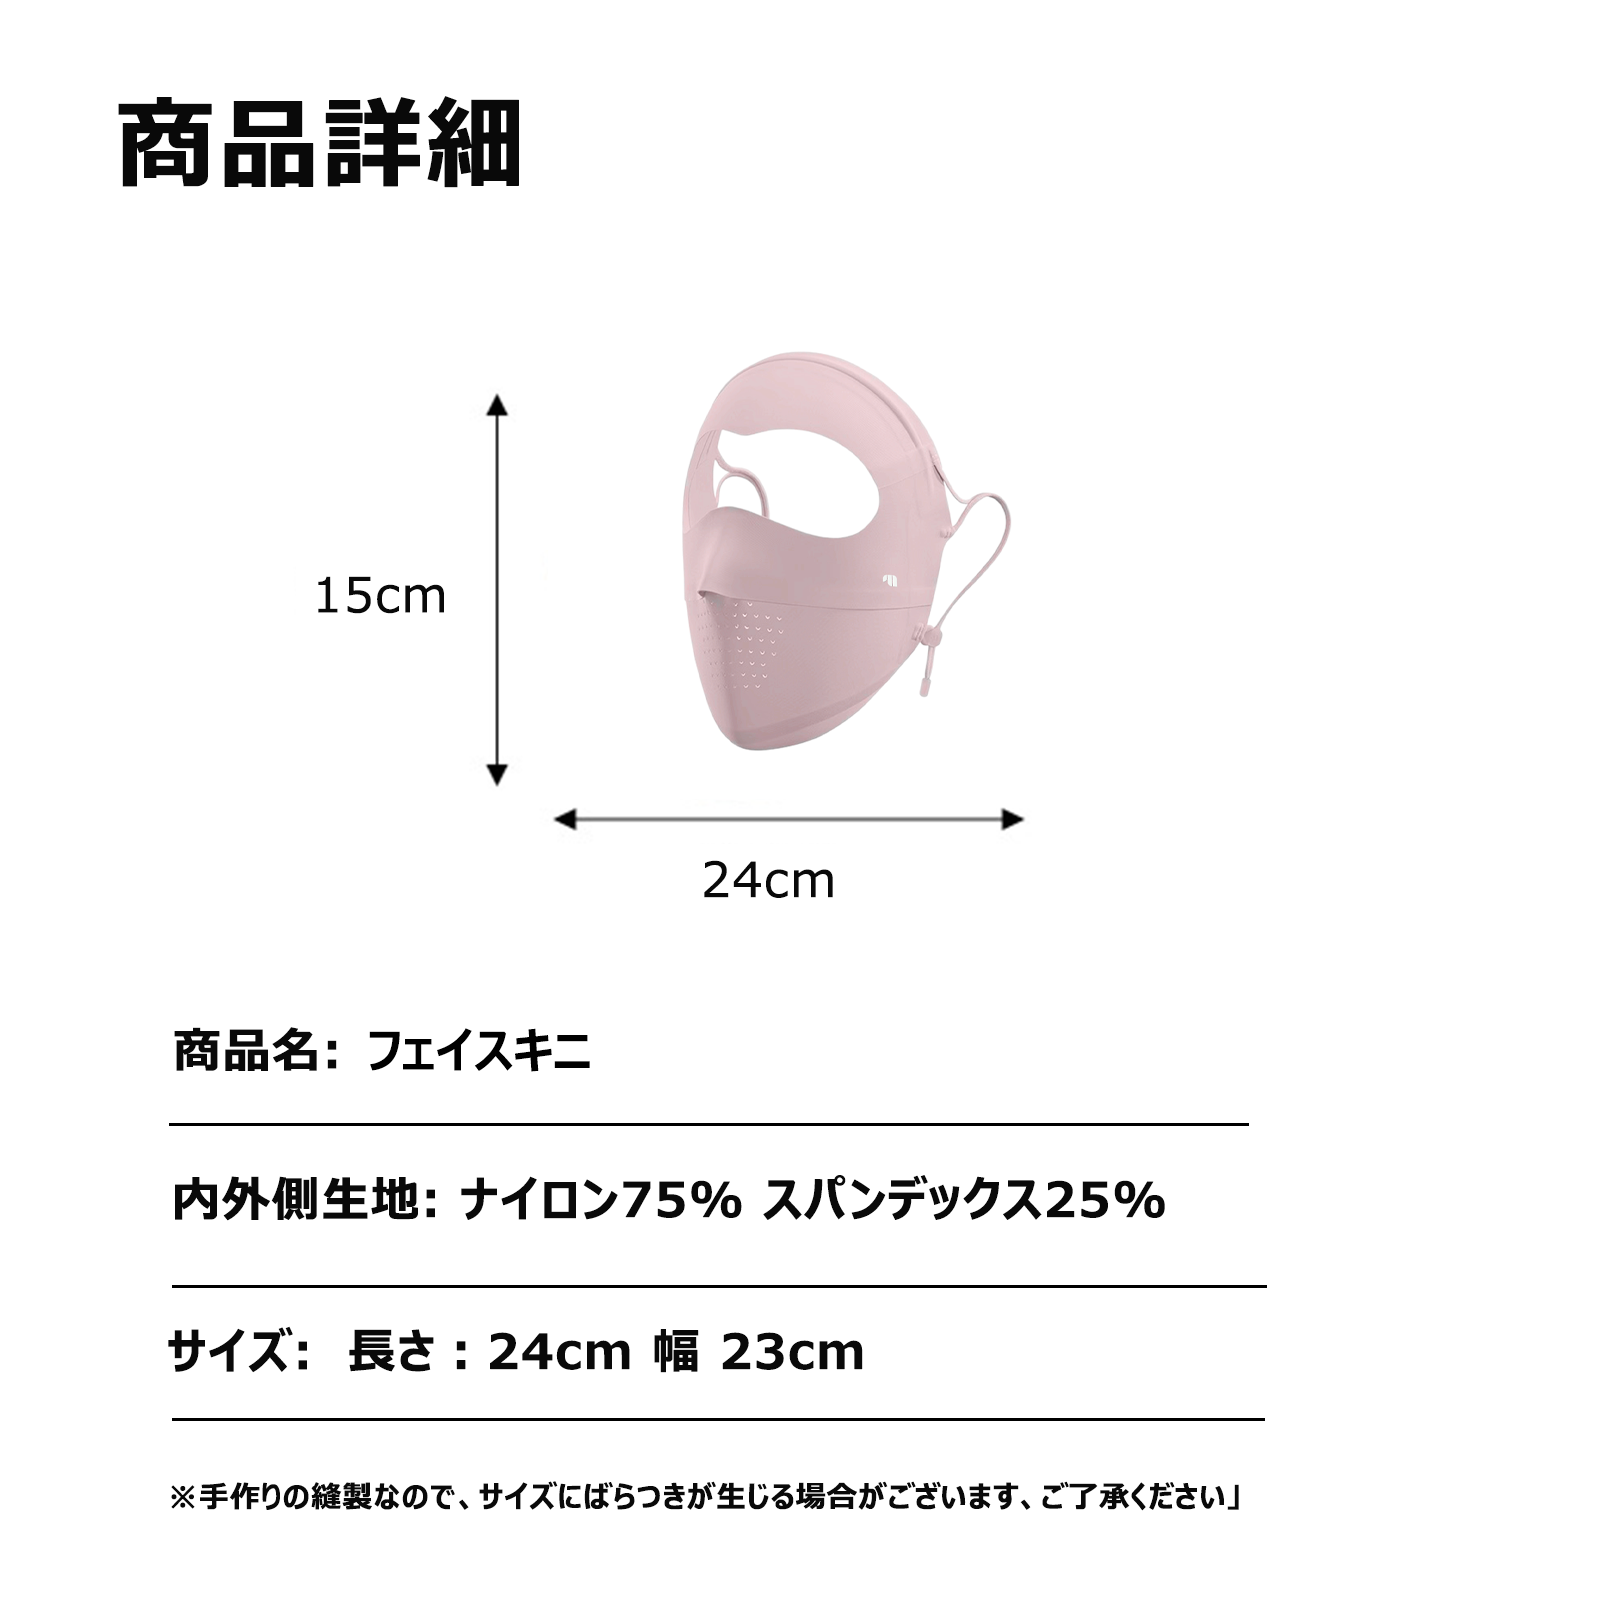 商品詳細
15cm
24cm
商品名: フェイスキニ
内外側生地: ナイロン75% スパンデックス25%
サイズ: 長さ : 24cm 幅 23cm
※手作りの縫製なので、サイズにばらつきが生じる場合がございます、ご了承ください」